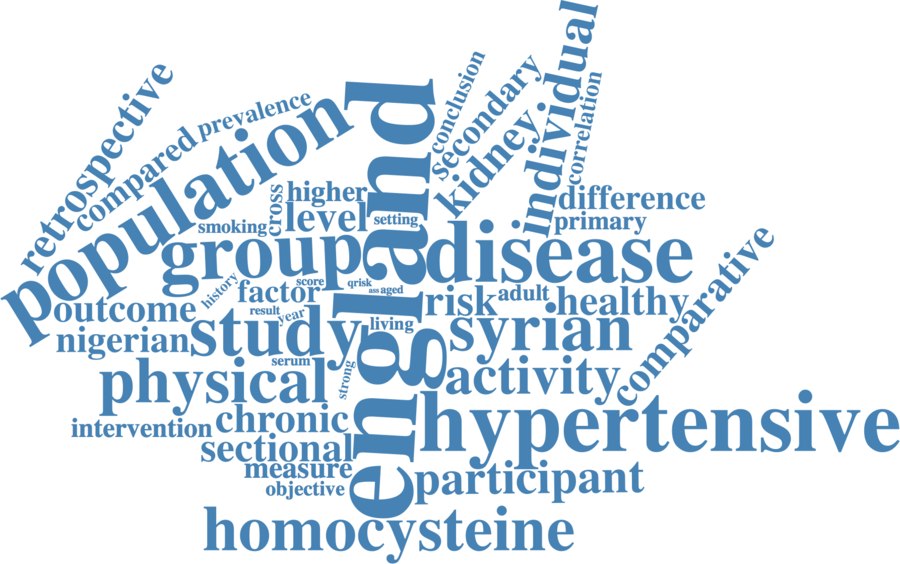 individual
conclusion
secondary
retrospective
kidney
correlation
prevalence
compared
population
england
higher
cross
level
smoking
setting
difference
primary
group
disease
comparative
history
score
qrisk
ass
aged
factor
risk
adult
healthy
outcome
result
year
living
nigerian
study
syrian
serum
strong
physical
activity
hypertensive
intervention
chronic
sectional
measure
participant
objective
homocysteine